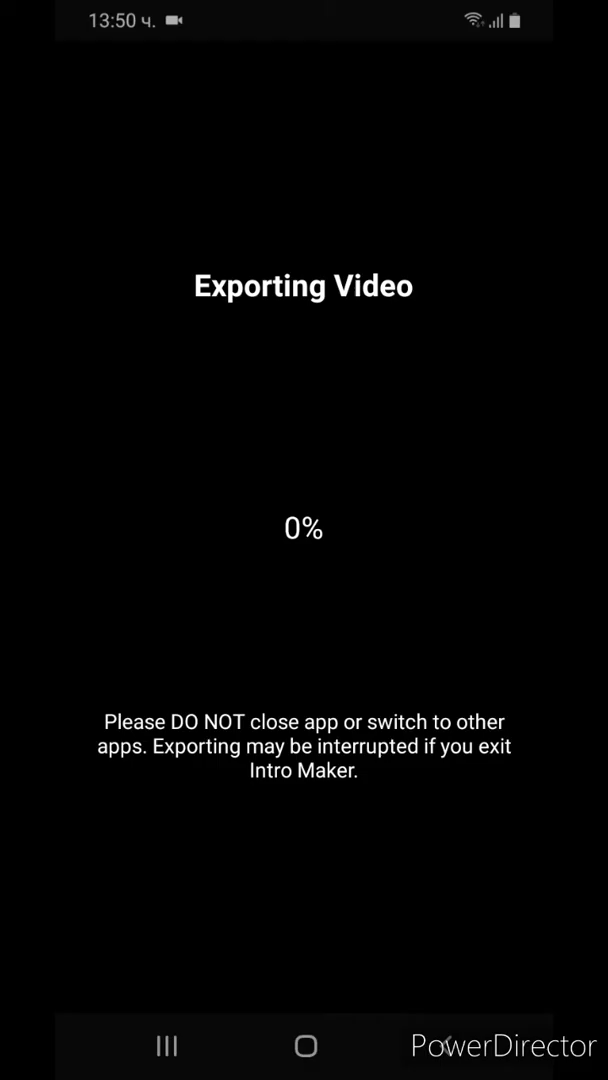 13:50 ч.
Exporting Video
0%
Please DO NOT close app or switch to other
apps. Exporting may be interrupted if you exit
Intro Maker.
PowerDirector